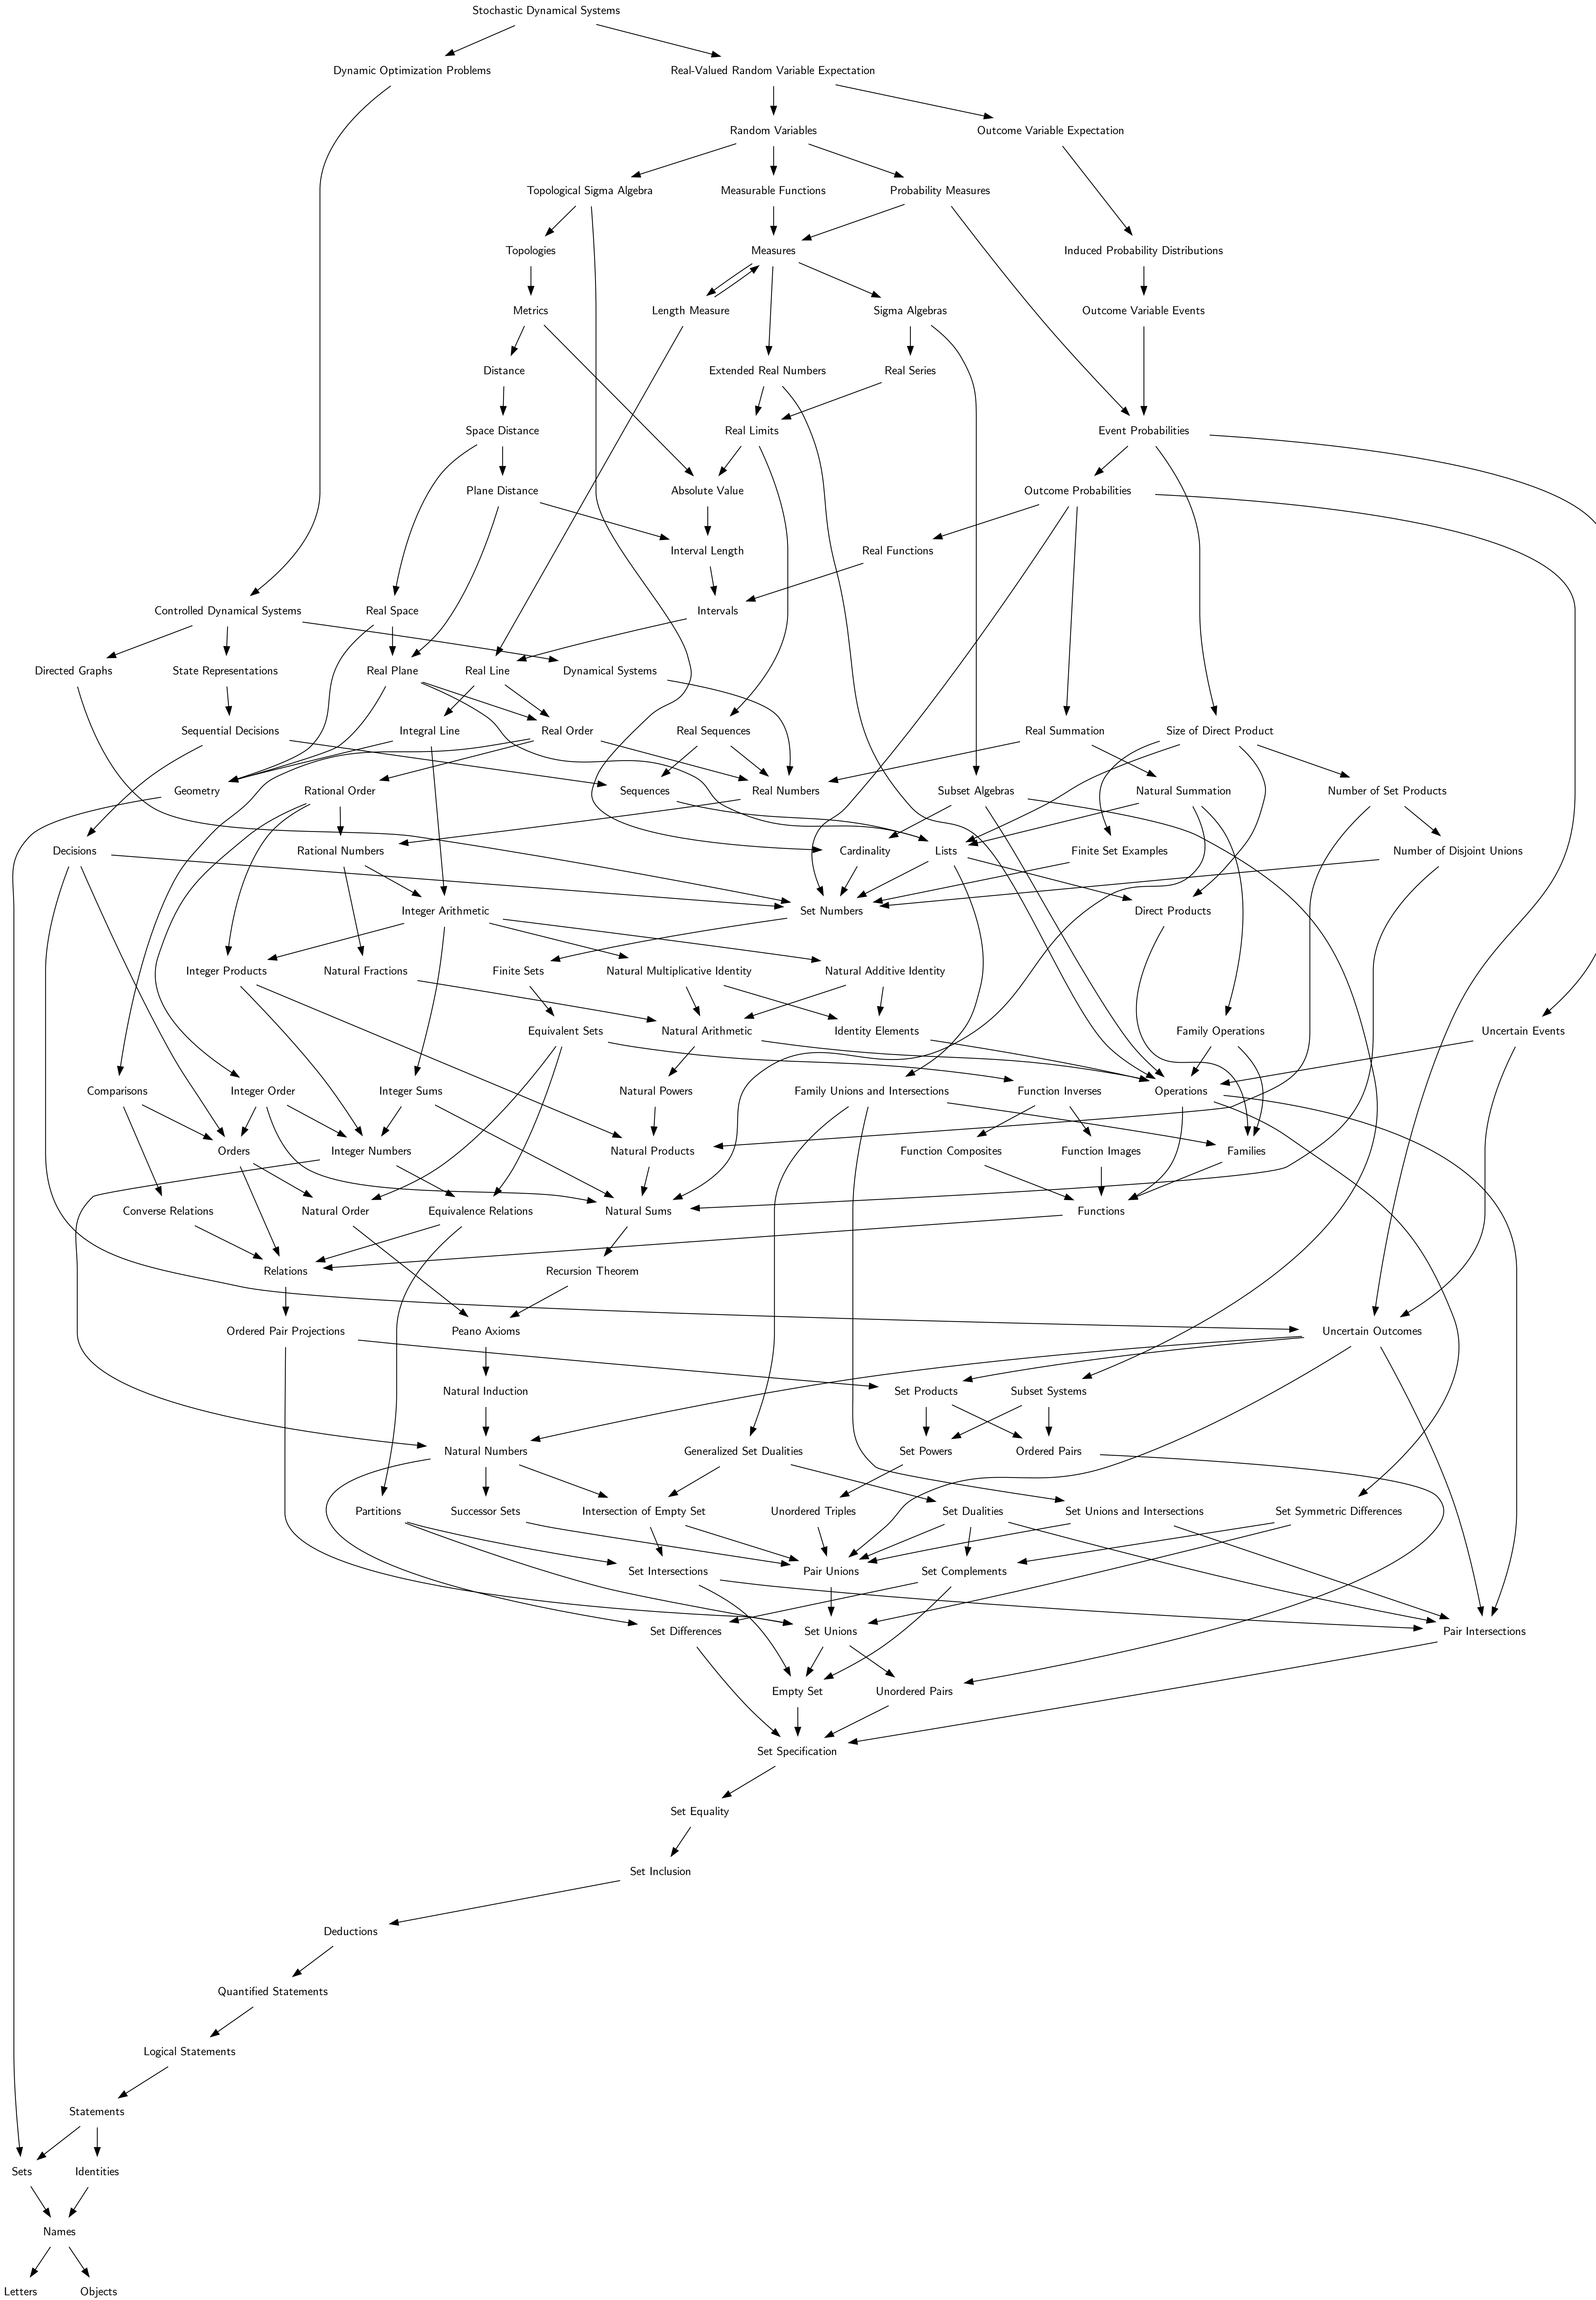 Stochastic Dynamical Systems
Dynamic Optimization Problems
Real-Valued Random Variable Expectation
Random Variables
Outcome Variable Expectation
Topological Sigma Algebra
Measurable Functions
Probability Measures
Topologies
Measures
Induced Probability Distributions
Metrics
Length Measure
Sigma Algebras
Outcome Variable Events
Distance
Extended Real Numbers
Real Series
Space Distance
Real Limits
Event Probabilities
Plane Distance
Absolute Value
Outcome Probabilities
Interval Length
Real Functions
Controlled Dynamical Systems
Real Space
Intervals
Directed Graphs
State Representations
Real Plane
Real Line
Dynamical Systems
Sequential Decisions
Integral Line
Real Order
Real Sequences
Real Summation
Size of Direct Product
Geometry
Rational Order
Sequences
Real Numbers
Subset Algebras
Natural Summation
Number of Set Products
Decisions
Rational Numbers
Cardinality
Lists
Finite Set Examples
Number of Disjoint Unions
Integer Arithmetic
Set Numbers
Direct Products
Integer Products
Natural Fractions
Finite Sets
Natural Multiplicative Identity
Natural Additive Identity
Equivalent Sets
Natural Arithmetic
Identity Elements
Family Operations
Uncertain Events
Comparisons
Integer Order
Integer Sums
Natural Powers
Family Unions and Intersections
Function Inverses
Operations
Orders
Integer Numbers
Natural Products
Function Composites
Function Images
Families
Converse Relations
Natural Order
Equivalence Relations
Natural Sums
Functions
Relations
Recursion Theorem
Ordered Pair Projections
Peano Axioms
Uncertain Outcomes
Natural Induction
Set Products
Subset Systems
Natural Numbers
Generalized Set Dualities
Set Powers
Ordered Pairs
Partitions
Successor Sets
Intersection of Empty Set
Unordered Triples
Set Dualities
Set Unions and Intersections
Set Symmetric Differences
Set Intersections
Pair Unions
Set Complements
Set Differences
Set Unions
Pair Intersections
Empty Set
Unordered Pairs
Set Specification
Set Equality
Set Inclusion
Deductions
Quantified Statements
Logical Statements
Statements
Sets
Identities
Names
Letters
Objects